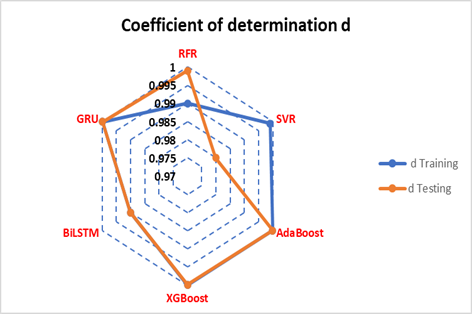 Coefficient of determination d
RFR
1
0.995
0.99
0.985
0.98
0.975
0.97
GRU
SVR
d Training
d Testing
BiLSTM
AdaBoost
XGBoost